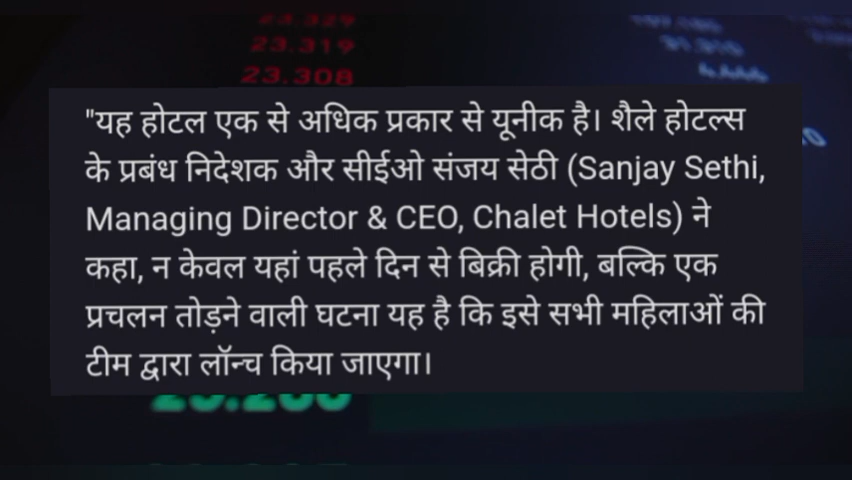 23.329
23.319
23.308
"यह होटल एक से अधिक प्रकार से यूनीक है। शैले होटल्स
के प्रबंध निदेशक और सीईओ संजय सेठी (Sanjay Sethi,
Managing Director & CEO, Chalet Hotels) ने
कहा, न केवल यहां पहले दिन से बिक्री होगी, बल्कि एक
प्रचलन तोड़ने वाली घटना यह है कि इसे सभी महिलाओं की
टीम द्वारा लॉन्च किया जाएगा।